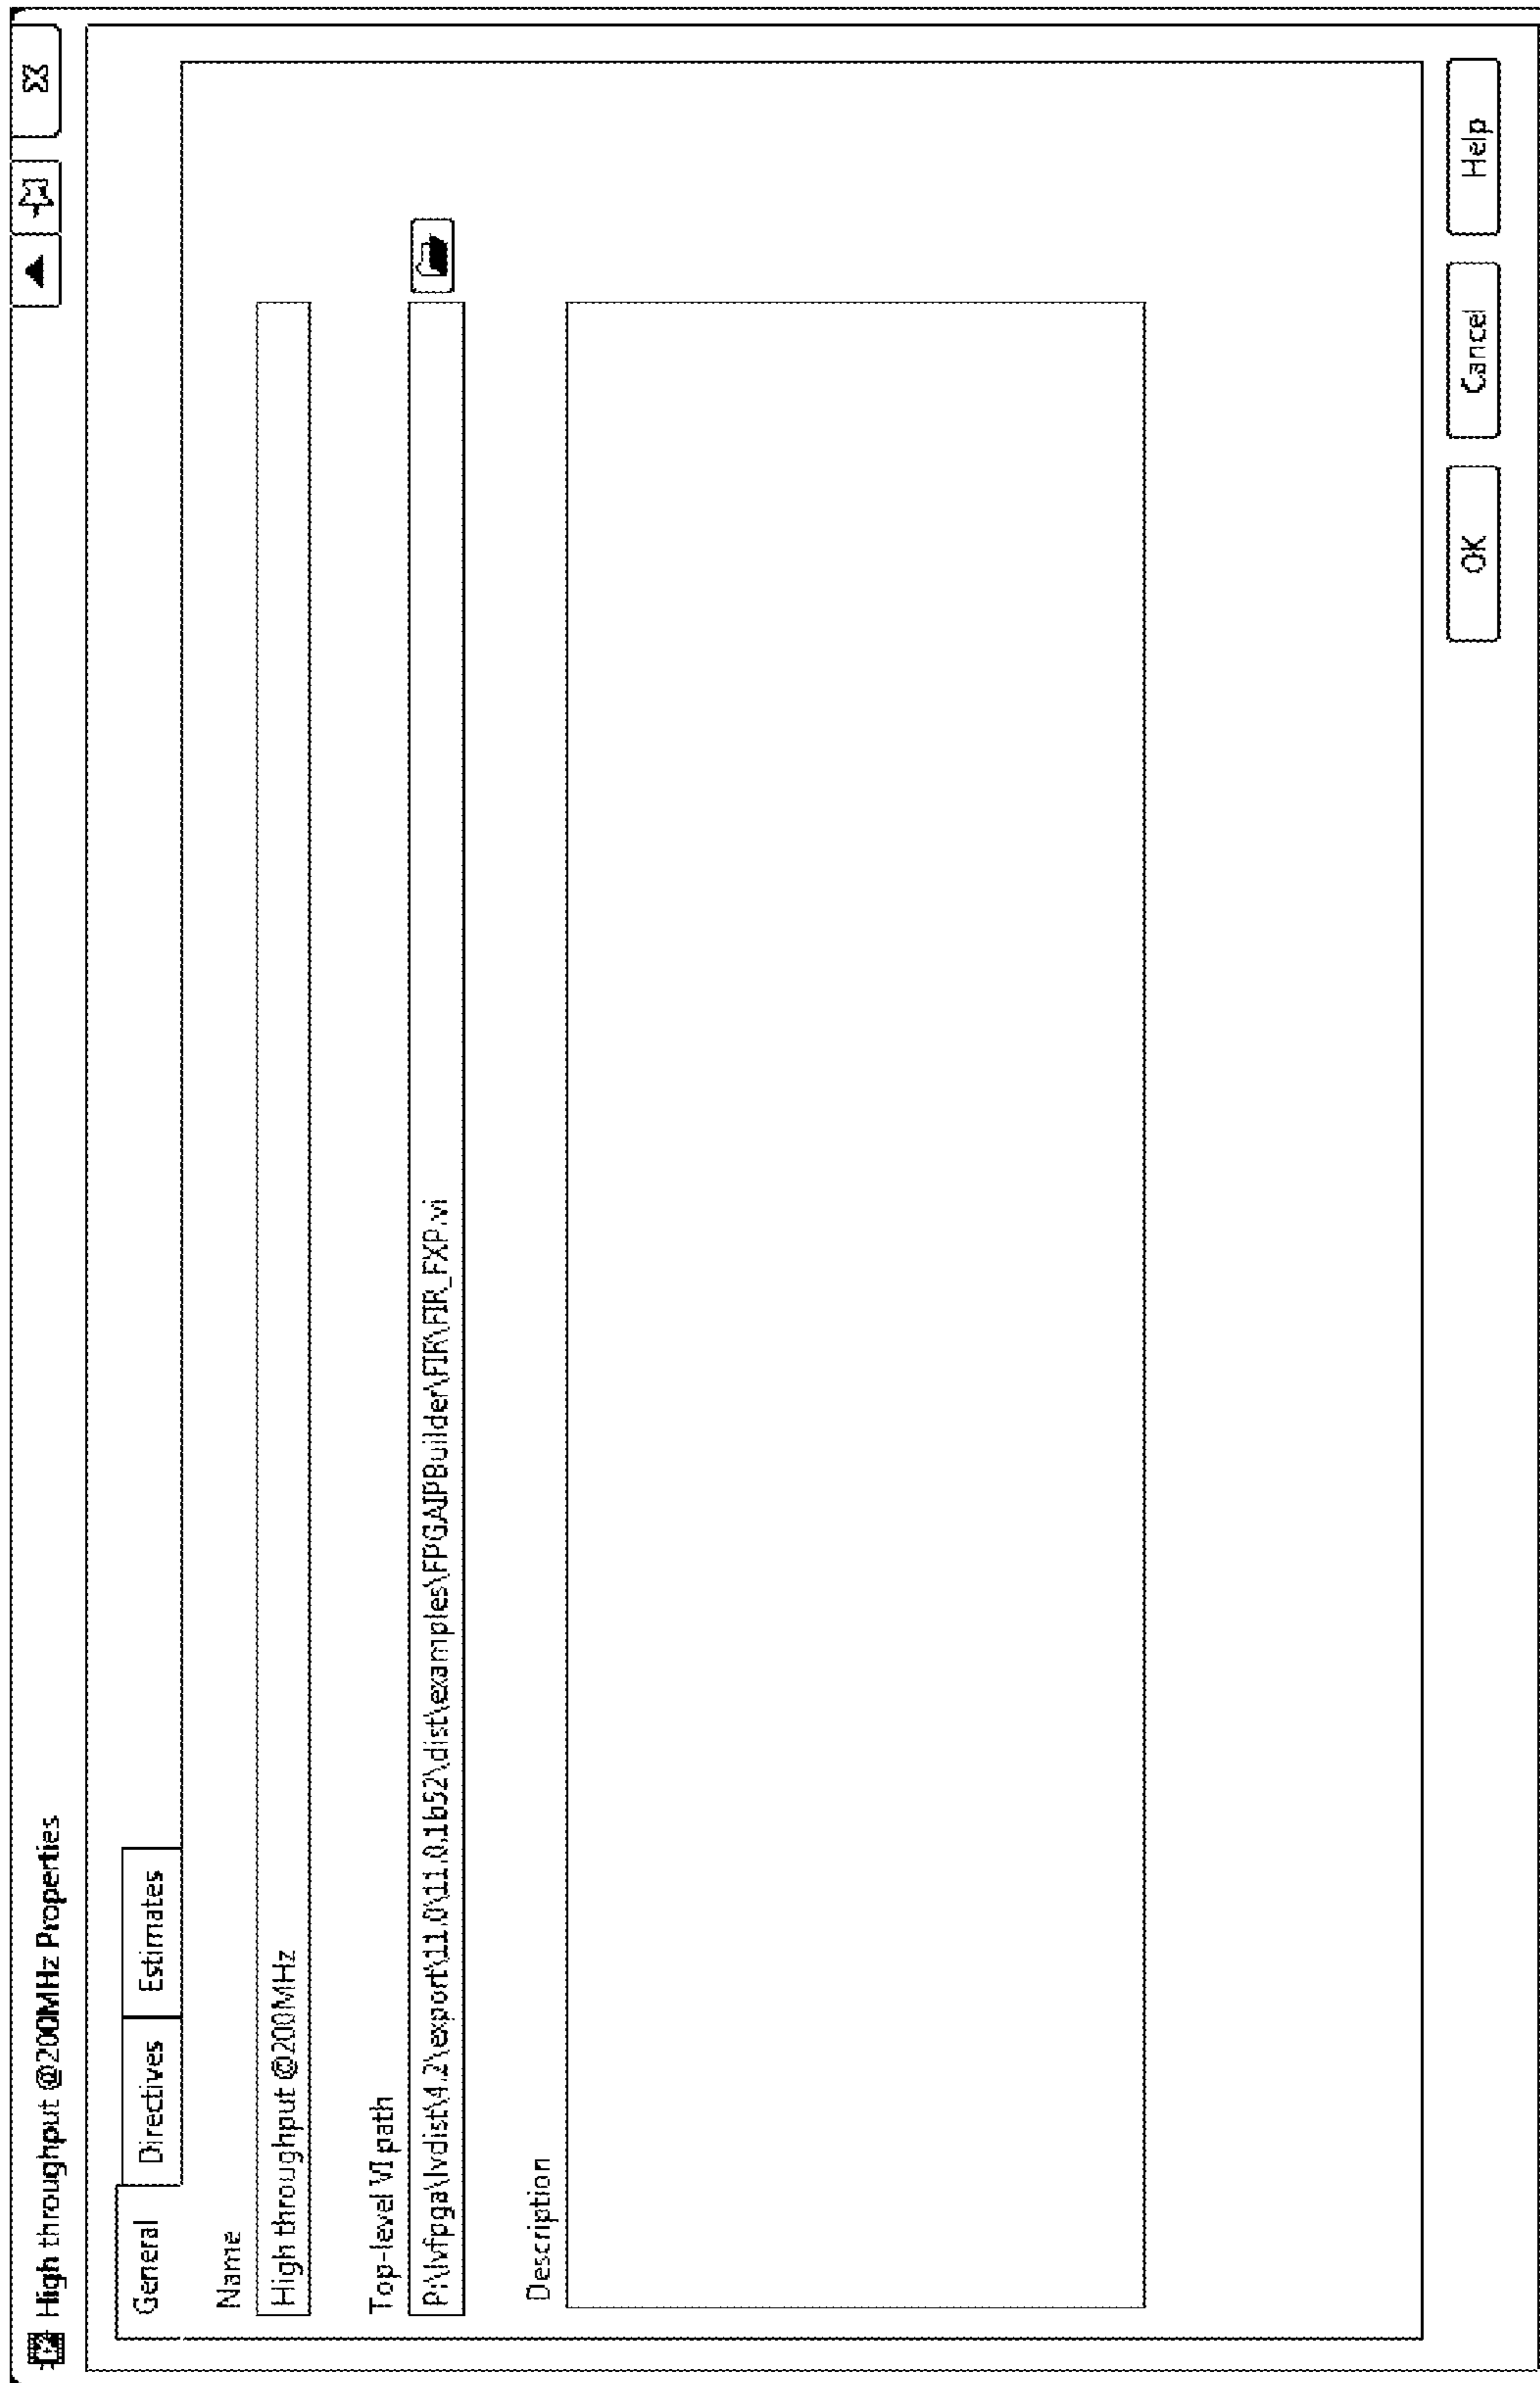 High throughput @200MHz Properties
General Directives Estimates
Name
High throughput @200MHz
Top-level VI path
P:\lvfpga\lvdist\4.2\export\11.0\11.0.1b52\dist\examples\FPGAIPBuilder\FIR\FIR_FXP.vi
Description
OK Cancel Help